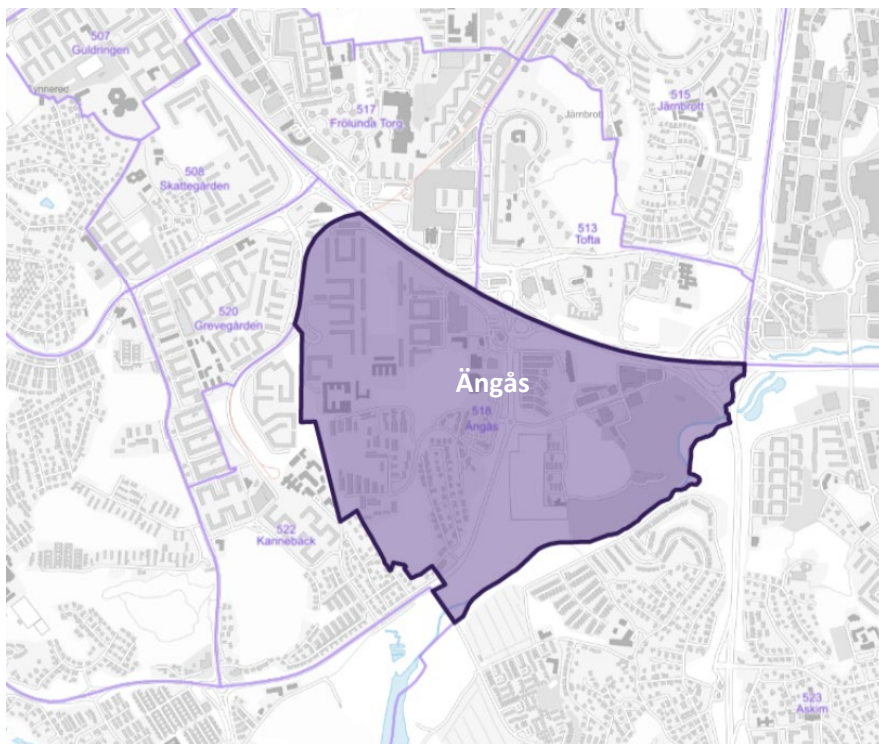 507
Guldringen
517
Frölunda Torg
Järnbrott
515
Järnbrott
508
Skattegården
513
Tofta
520
Grevegården
Ängås
518
Ängås
522
Kannebäck
523
Askim